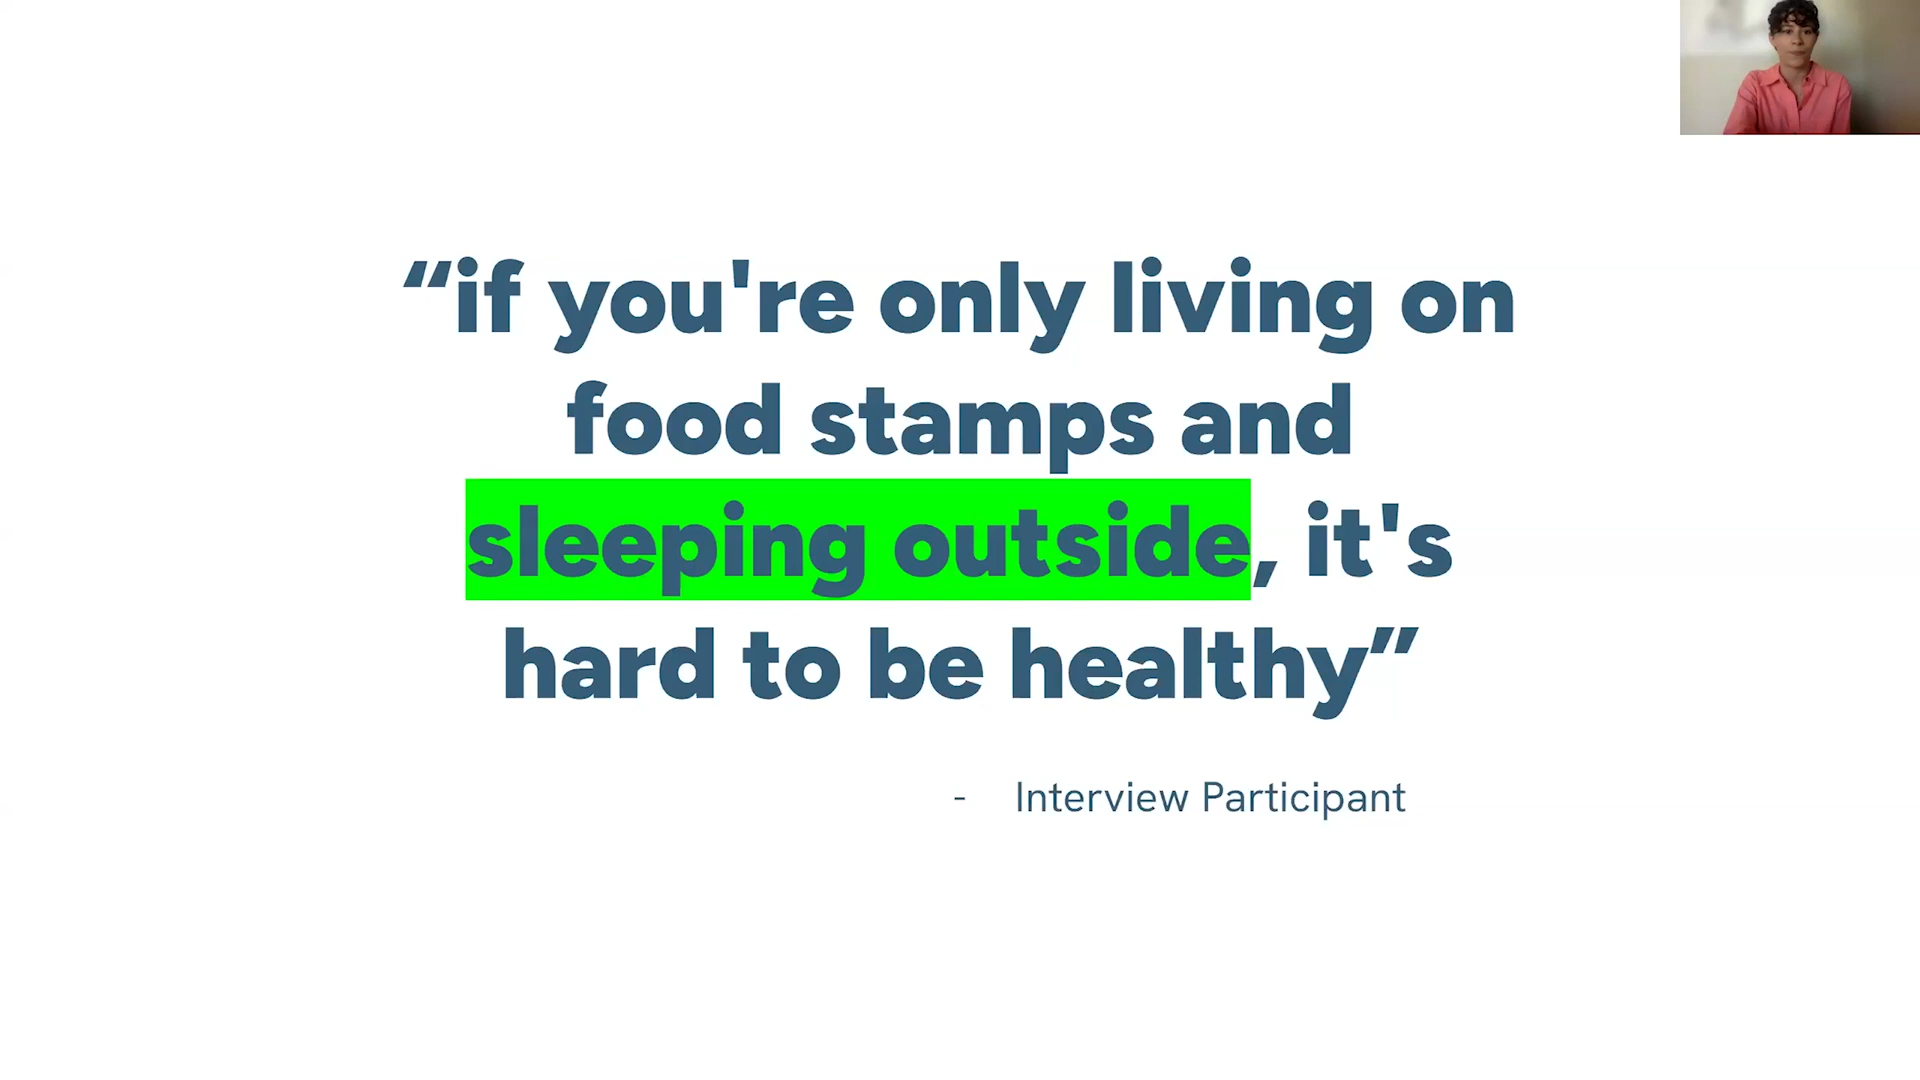 “if you're only living on
food stamps and
sleeping outside, it's
hard to be healthy”
- Interview Participant